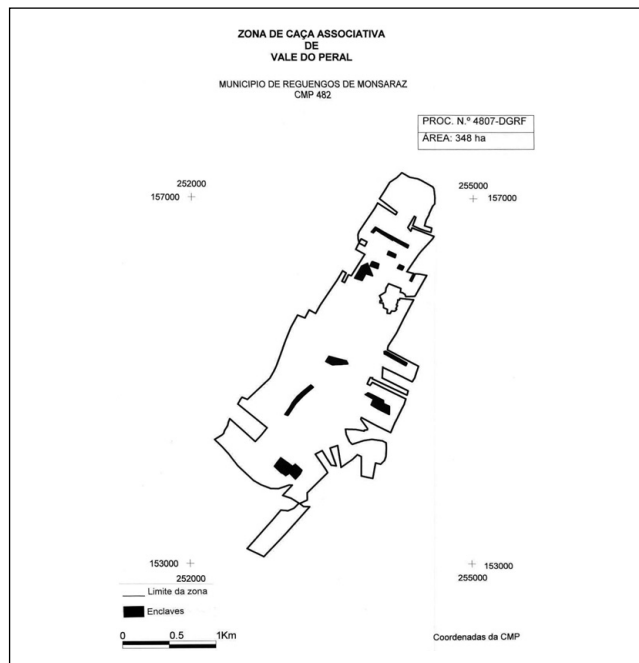 ZONA DE CAÇA ASSOCIATIVA
DE
VALE DO PERAL
MUNICIPIO DE REGUENGOS DE MONSARAZ
CMP 482
PROC. N.º 4807-DGRF
ÁREA: 348 ha
252000
157000
255000
157000
153000
252000
153000
255000
Limite da zona
Enclaves
0 0.5 1Km
Coordenadas da CMP